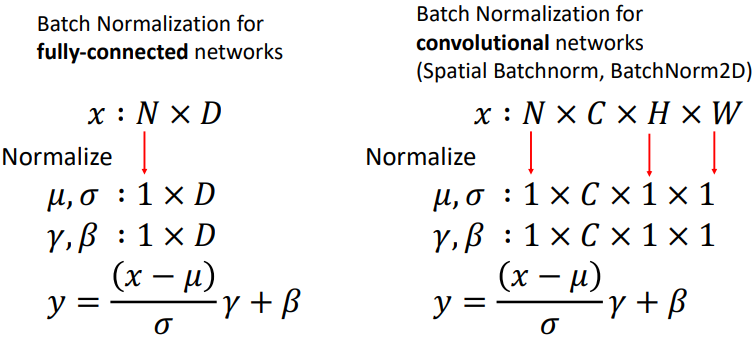 Batch Normalization for
fully-connected networks
x : N × D
Normalize
μ, σ : 1 × D
γ, β : 1 × D
y = (x − μ) / σ γ + β
Batch Normalization for
convolutional networks
(Spatial Batchnorm, BatchNorm2D)
x : N × C × H × W
Normalize
μ, σ : 1 × C × 1 × 1
γ, β : 1 × C × 1 × 1
y = (x − μ) / σ γ + β